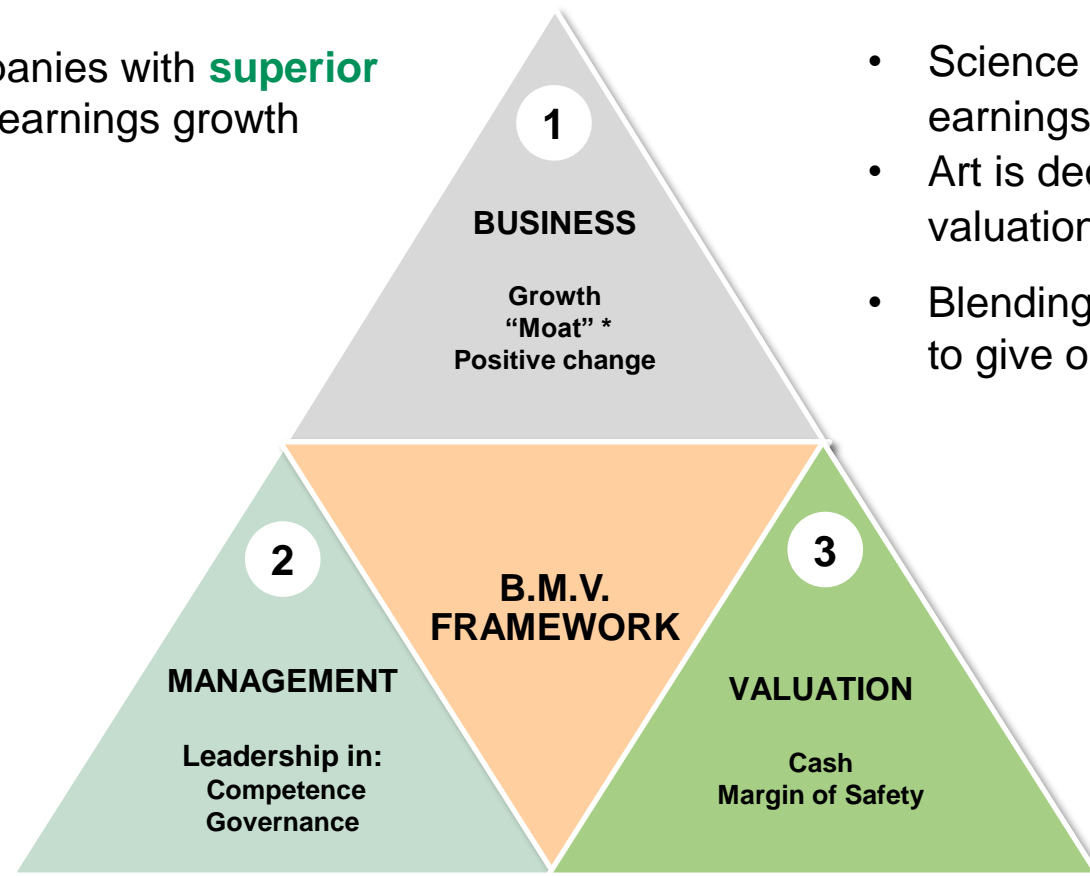 panies with superior
earnings growth
1
BUSINESS
Growth
“Moat” *
Positive change
• Science
earnings
• Art is dec
valuation
• Blending
to give o
2
MANAGEMENT
Leadership in:
Competence
Governance
B.M.V.
FRAMEWORK
3
VALUATION
Cash
Margin of Safety